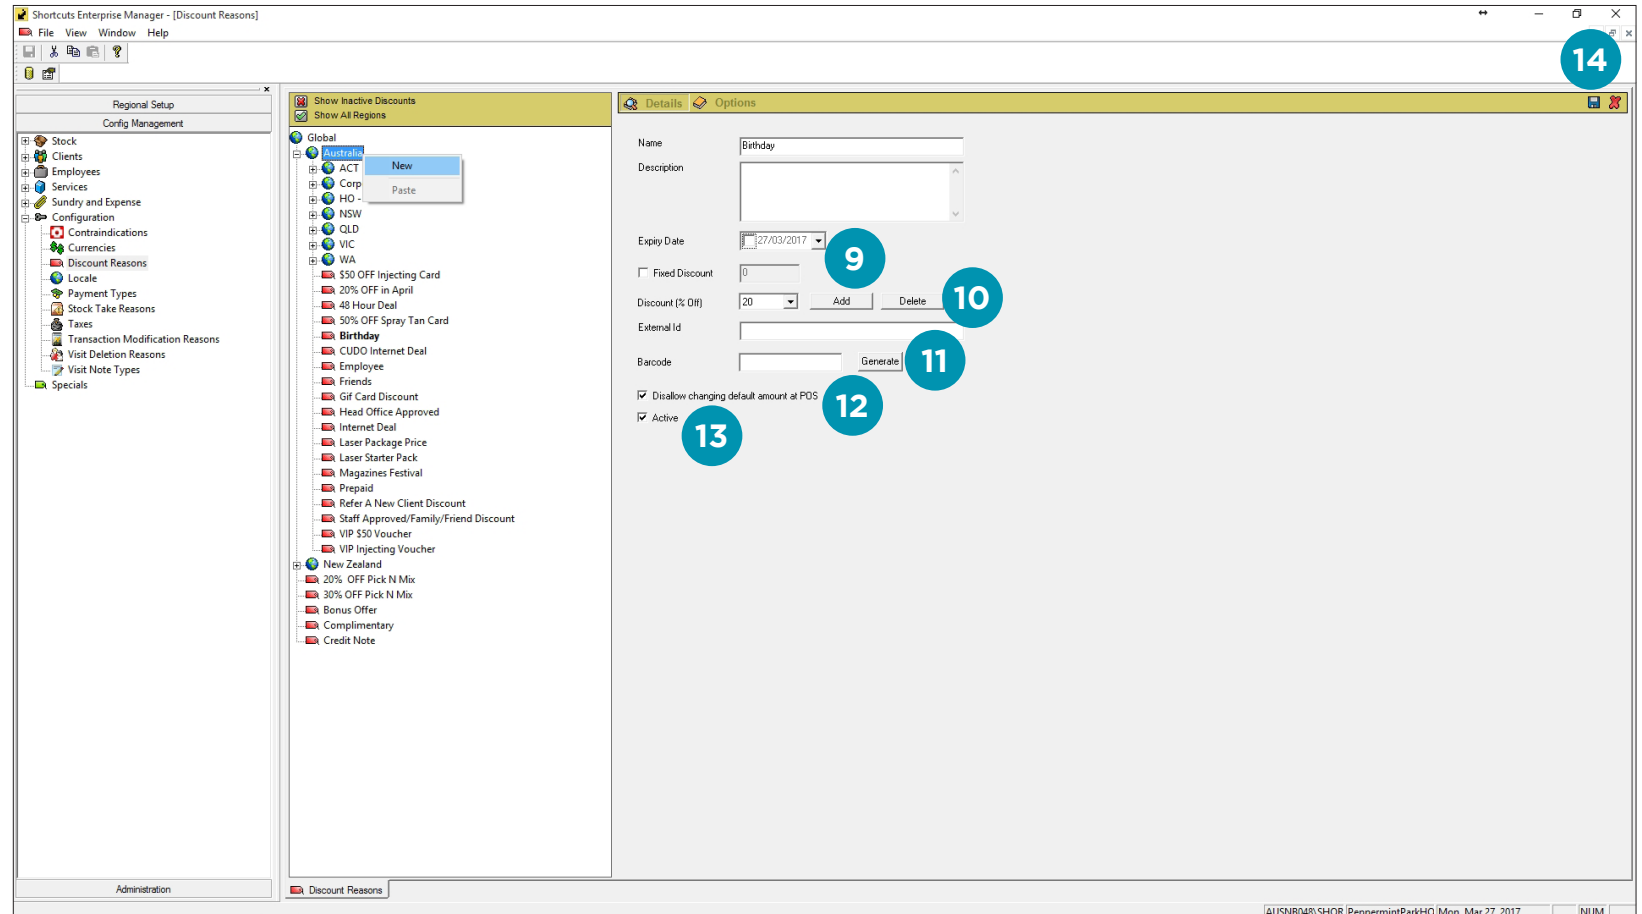 Shortcuts Enterprise Manager - [Discount Reasons]
File View Window Help
14
Regional Setup
Config Management
Stock
Clients
Employees
Services
Sundry and Expense
Configuration
Contraindications
Currencies
Discount Reasons
Locale
Payment Types
Stock Take Reasons
Taxes
Transaction Modification Reasons
Visit Deletion Reasons
Visit Note Types
Specials
Administration
Show Inactive Discounts
Show All Regions
Global
Australia
New
Paste
ACT
Corp
HO -
NSW
QLD
VIC
WA
$50 OFF Injecting Card
20% OFF in April
48 Hour Deal
50% OFF Spray Tan Card
Birthday
CUDO Internet Deal
Employee
Friends
Gif Card Discount
Head Office Approved
Internet Deal
Laser Package Price
Laser Starter Pack
Magazines Festival
Prepaid
Refer A New Client Discount
Staff Approved/Family/Friend Discount
VIP $50 Voucher
VIP Injecting Voucher
New Zealand
20% OFF Pick N Mix
30% OFF Pick N Mix
Bonus Offer
Complimentary
Credit Note
Discount Reasons
Details Options
Name Birthday
Description
Expiry Date 27/03/2017
9
Fixed Discount 0
Discount (% Off) 20 Add Delete
10
External Id
Barcode Generate
11
Disallow changing default amount at POS
12
Active
13
AUSNB048\SHOR PeppermintParkHO Mon, Mar 27, 2017 NUM